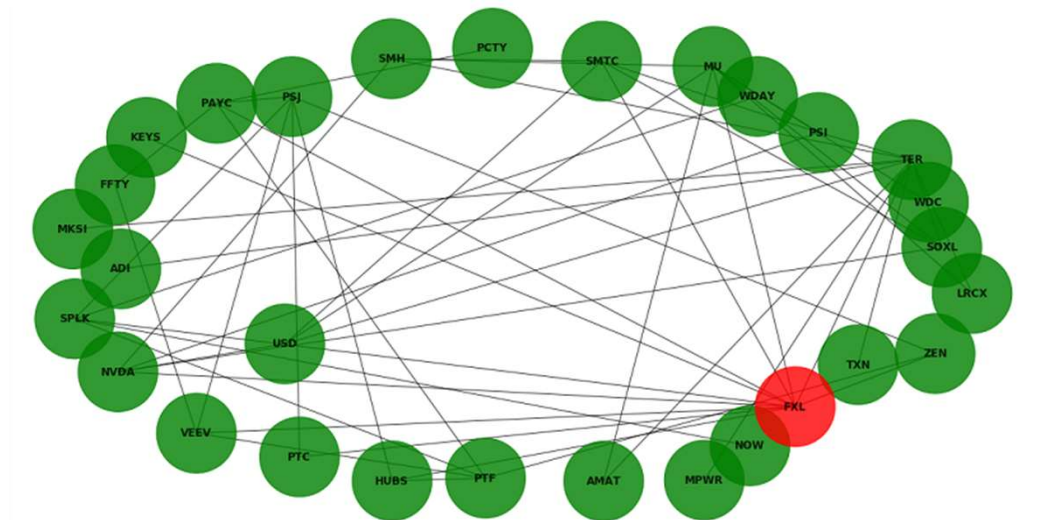 PCTY
SMH
SMTC
MU
PAYC
PSJ
WDAY
KEYS
PSI
TER
FFTY
WDC
MKSI
SOXL
ADI
LRCX
SPLK
USD
ZEN
NVDA
TXN
FXL
VEEV
NOW
PTC
HUBS
PTF
AMAT
MPWR